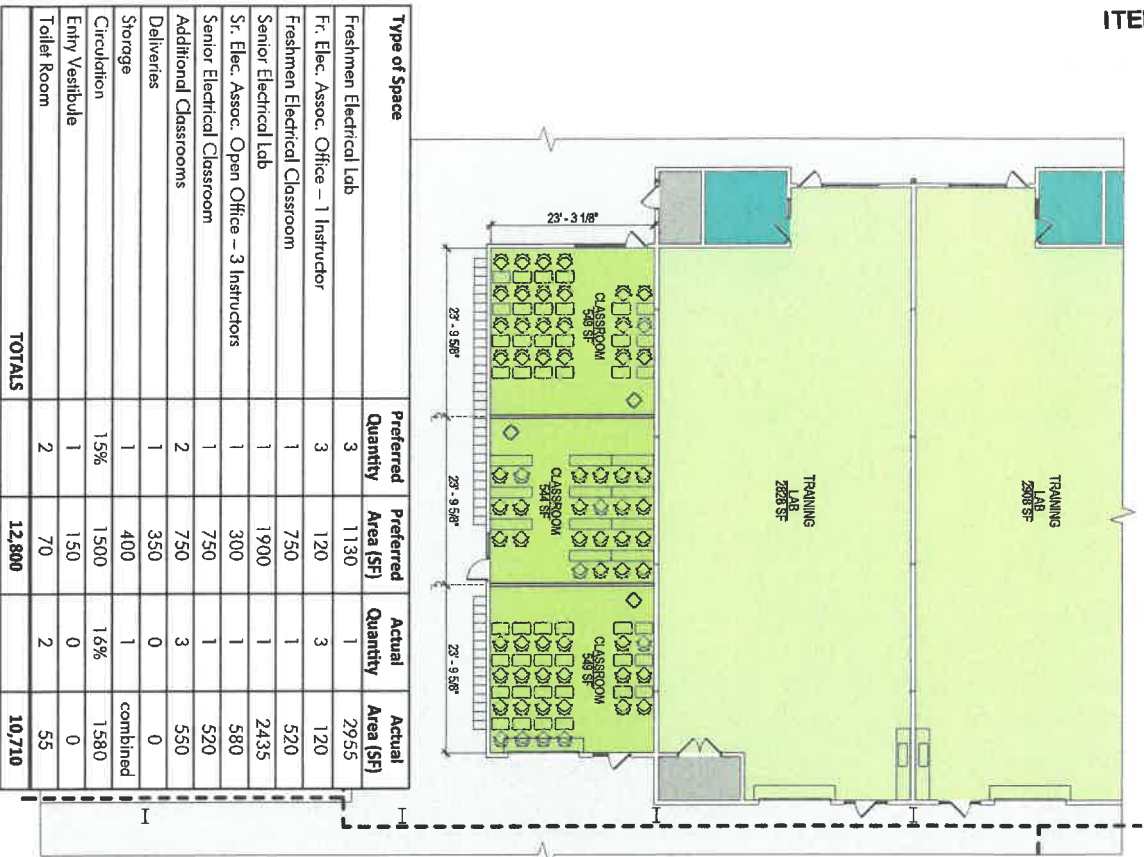 ITE
TRAINING
LAB
2908 SF
TRAINING
LAB
2828 SF
23' - 3 1/8"
CLASSROOM
549 SF
CLASSROOM
544 SF
CLASSROOM
549 SF
23' - 9 5/8"
23' - 9 5/8"
23' - 9 5/8"
Type of Space | Preferred Quantity | Preferred Area (SF) | Actual Quantity | Actual Area (SF)
Freshmen Electrical Lab | 3 | 1130 | 1 | 2955
Fr. Elec. Assoc. Office – 1 Instructor | 3 | 120 | 3 | 120
Freshmen Electrical Classroom | 1 | 750 | 1 | 520
Senior Electrical Lab | 1 | 1900 | 1 | 2435
Sr. Elec. Assoc. Open Office – 3 Instructors | 1 | 300 | 1 | 580
Senior Electrical Classroom | 1 | 750 | 1 | 520
Additional Classrooms | 2 | 750 | 3 | 550
Deliveries | 1 | 350 | 0 | 0
Storage | 1 | 400 | 1 | combined
Circulation | 15% | 1500 | 16% | 1580
Entry Vestibule | 1 | 150 | 0 | 0
Toilet Room | 2 | 70 | 2 | 55
TOTALS | 12,800 | 10,710